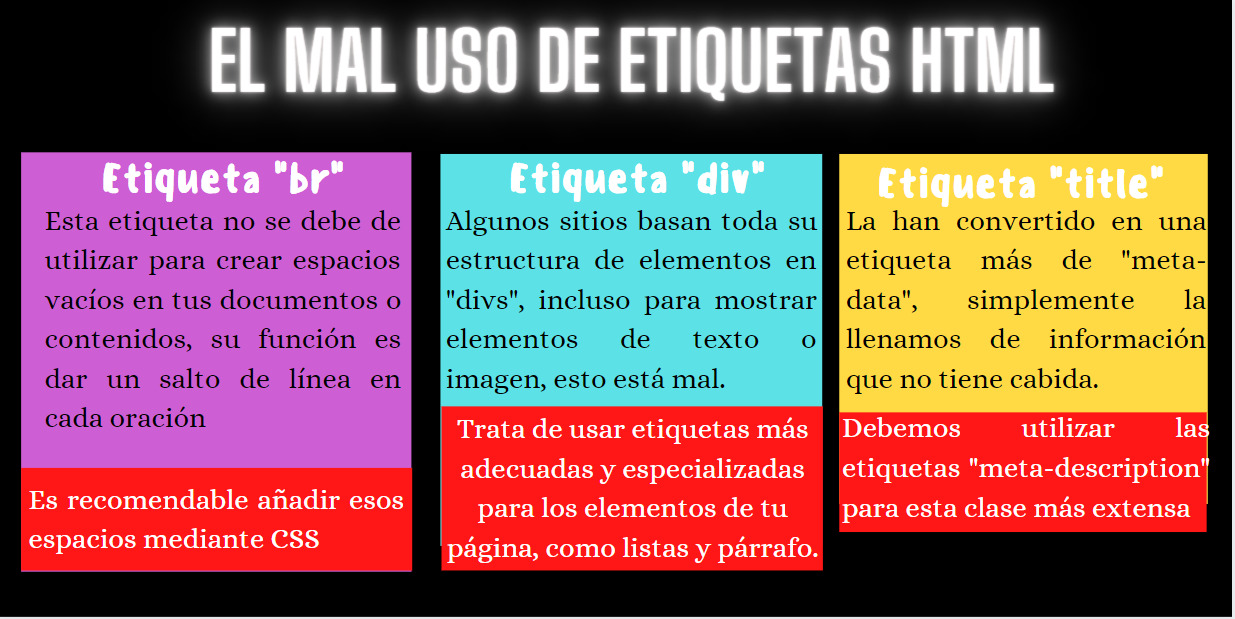 EL MAL USO DE ETIQUETAS HTML
Etiqueta "br"
Esta etiqueta no se debe de
utilizar para crear espacios
vacíos en tus documentos o
contenidos, su función es
dar un salto de línea en
cada oración
Es recomendable añadir esos
espacios mediante CSS
Etiqueta "div"
Algunos sitios basan toda su
estructura de elementos en
"divs", incluso para mostrar
elementos de texto o
imagen, esto está mal.
Trata de usar etiquetas más
adecuadas y especializadas
para los elementos de tu
página, como listas y párrafo.
Etiqueta "title"
La han convertido en una
etiqueta más de "meta-
data", simplemente la
llenamos de información
que no tiene cabida.
Debemos utilizar las
etiquetas "meta-description"
para esta clase más extensa